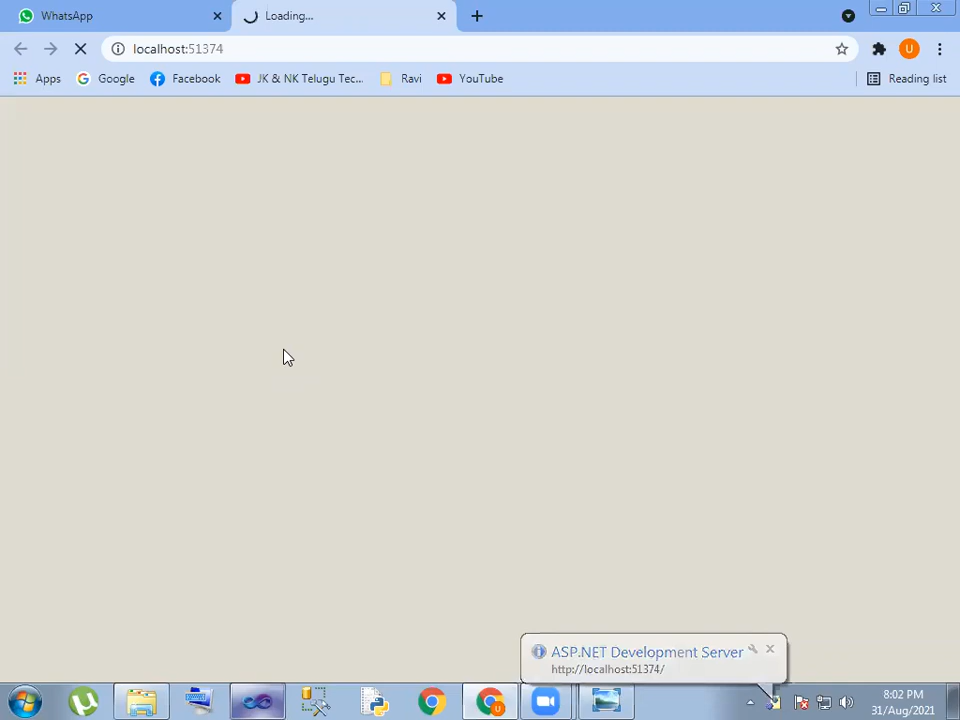 WhatsApp
Loading...
localhost:51374
Apps
Google
Facebook
JK & NK Telugu Tec...
Ravi
YouTube
Reading list
U
ASP.NET Development Server
http://localhost:51374/
8:02 PM
31/Aug/2021